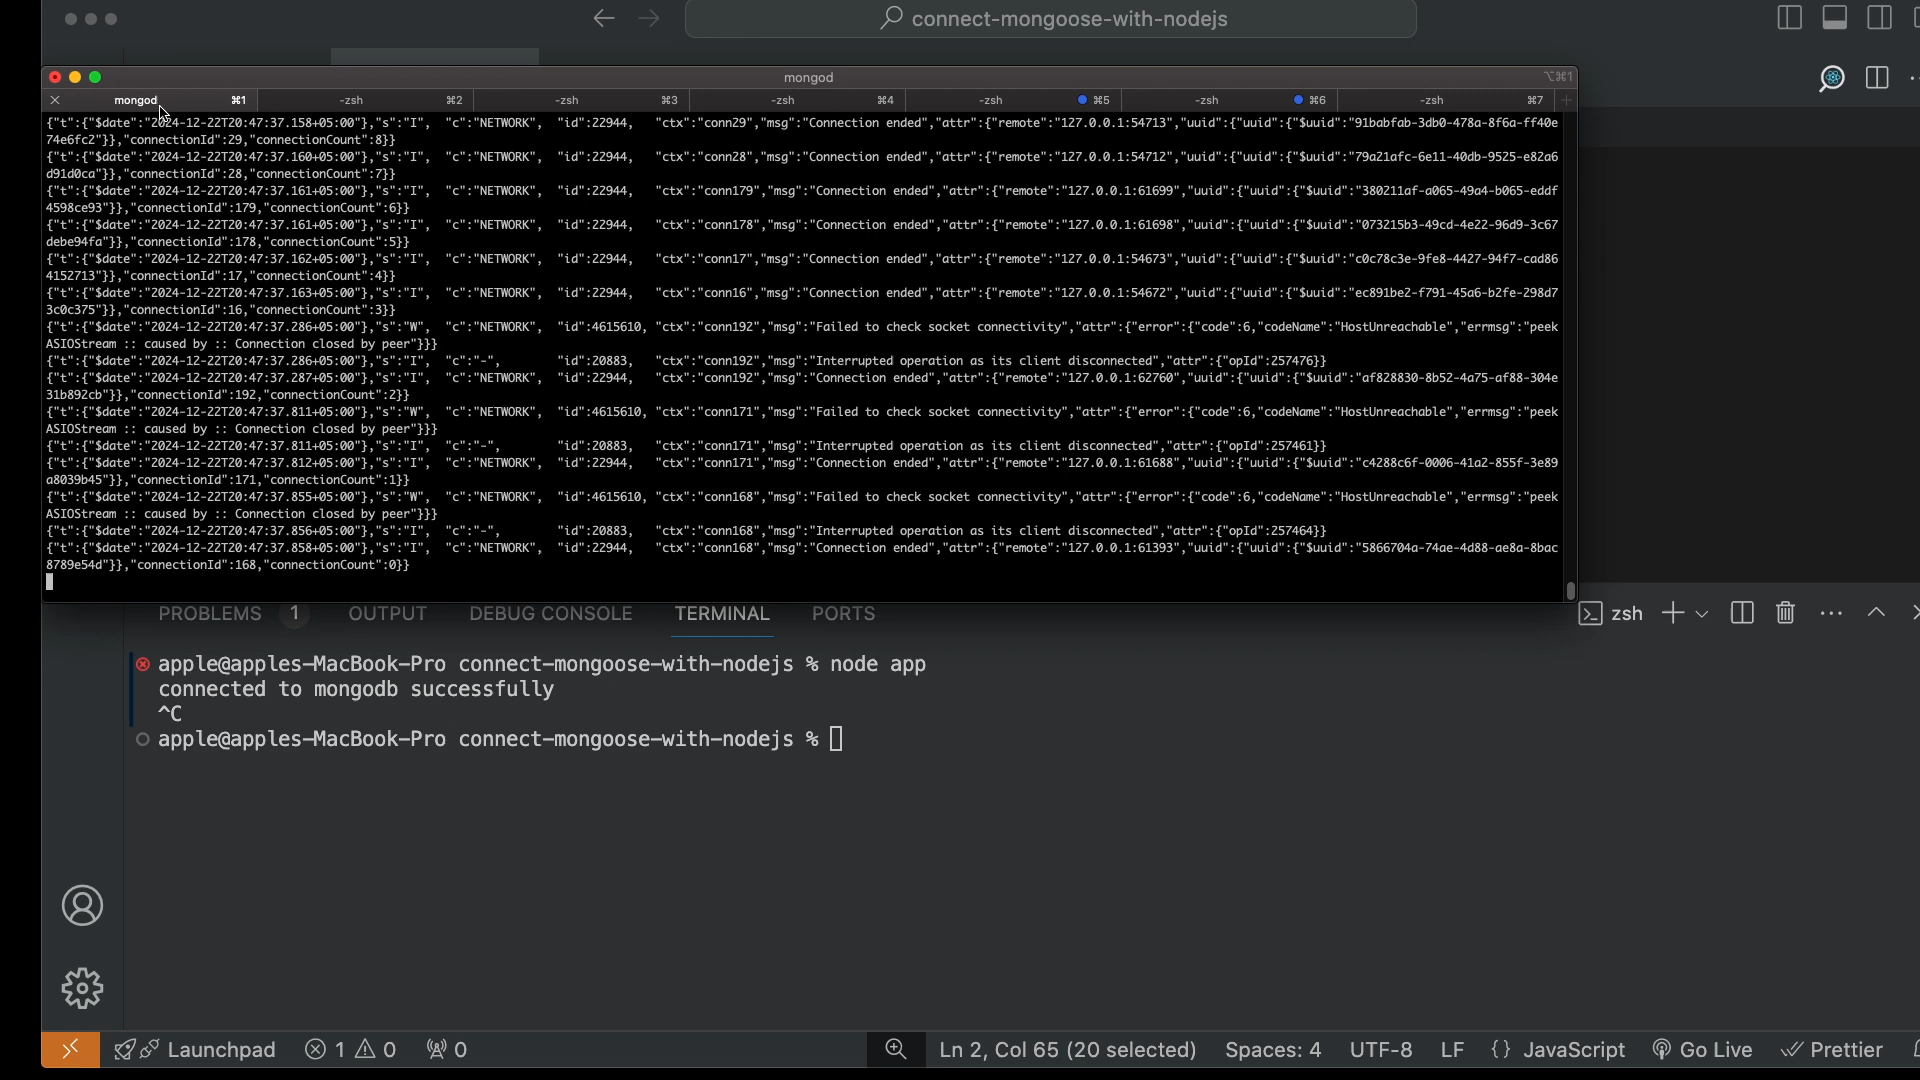 connect-mongoose-with-nodejs
mongod
⌥⌘1
mongod ⌘1 -zsh ⌘2 -zsh ⌘3 -zsh ⌘4 -zsh ⌘5 -zsh ⌘6 -zsh ⌘7
{"t":{"$date":"2024-12-22T20:47:37.158+05:00"},"s":"I", "c":"NETWORK", "id":22944, "ctx":"conn29","msg":"Connection ended","attr":{"remote":"127.0.0.1:54713","uuid":{"uuid":{"$uuid":"91babfab-3db0-478a-8f6a-ff40e
74e6fc2"}},"connectionId":29,"connectionCount":8}}
{"t":{"$date":"2024-12-22T20:47:37.160+05:00"},"s":"I", "c":"NETWORK", "id":22944, "ctx":"conn28","msg":"Connection ended","attr":{"remote":"127.0.0.1:54712","uuid":{"uuid":{"$uuid":"79a21afc-6e11-40db-9525-e82a6
d91d0ca"}},"connectionId":28,"connectionCount":7}}
{"t":{"$date":"2024-12-22T20:47:37.161+05:00"},"s":"I", "c":"NETWORK", "id":22944, "ctx":"conn179","msg":"Connection ended","attr":{"remote":"127.0.0.1:61699","uuid":{"uuid":{"$uuid":"380211af-a065-49a4-b065-eddf
4598ce93"}},"connectionId":179,"connectionCount":6}}
{"t":{"$date":"2024-12-22T20:47:37.161+05:00"},"s":"I", "c":"NETWORK", "id":22944, "ctx":"conn178","msg":"Connection ended","attr":{"remote":"127.0.0.1:61698","uuid":{"uuid":{"$uuid":"073215b3-49cd-4e22-96d9-3c67
debe94fa"}},"connectionId":178,"connectionCount":5}}
{"t":{"$date":"2024-12-22T20:47:37.162+05:00"},"s":"I", "c":"NETWORK", "id":22944, "ctx":"conn17","msg":"Connection ended","attr":{"remote":"127.0.0.1:54673","uuid":{"uuid":{"$uuid":"c0c78c3e-9fe8-4427-94f7-cad86
4152713"}},"connectionId":17,"connectionCount":4}}
{"t":{"$date":"2024-12-22T20:47:37.163+05:00"},"s":"I", "c":"NETWORK", "id":22944, "ctx":"conn16","msg":"Connection ended","attr":{"remote":"127.0.0.1:54672","uuid":{"uuid":{"$uuid":"ec891be2-f791-45a6-b2fe-298d7
3c0c375"}},"connectionId":16,"connectionCount":3}}
{"t":{"$date":"2024-12-22T20:47:37.286+05:00"},"s":"W", "c":"NETWORK", "id":4615610, "ctx":"conn192","msg":"Failed to check socket connectivity","attr":{"error":{"code":6,"codeName":"HostUnreachable","errmsg":"peek
ASIOStream :: caused by :: Connection closed by peer"}}}
{"t":{"$date":"2024-12-22T20:47:37.286+05:00"},"s":"I", "c":"-", "id":20883, "ctx":"conn192","msg":"Interrupted operation as its client disconnected","attr":{"opId":257476}}
{"t":{"$date":"2024-12-22T20:47:37.287+05:00"},"s":"I", "c":"NETWORK", "id":22944, "ctx":"conn192","msg":"Connection ended","attr":{"remote":"127.0.0.1:62760","uuid":{"uuid":{"$uuid":"af828830-8b52-4a75-af88-304e
31b892cb"}},"connectionId":192,"connectionCount":2}}
{"t":{"$date":"2024-12-22T20:47:37.811+05:00"},"s":"W", "c":"NETWORK", "id":4615610, "ctx":"conn171","msg":"Failed to check socket connectivity","attr":{"error":{"code":6,"codeName":"HostUnreachable","errmsg":"peek
ASIOStream :: caused by :: Connection closed by peer"}}}
{"t":{"$date":"2024-12-22T20:47:37.811+05:00"},"s":"I", "c":"-", "id":20883, "ctx":"conn171","msg":"Interrupted operation as its client disconnected","attr":{"opId":257461}}
{"t":{"$date":"2024-12-22T20:47:37.812+05:00"},"s":"I", "c":"NETWORK", "id":22944, "ctx":"conn171","msg":"Connection ended","attr":{"remote":"127.0.0.1:61688","uuid":{"uuid":{"$uuid":"c4288c6f-0006-41a2-855f-3e89
a8039b45"}},"connectionId":171,"connectionCount":1}}
{"t":{"$date":"2024-12-22T20:47:37.855+05:00"},"s":"W", "c":"NETWORK", "id":4615610, "ctx":"conn168","msg":"Failed to check socket connectivity","attr":{"error":{"code":6,"codeName":"HostUnreachable","errmsg":"peek
ASIOStream :: caused by :: Connection closed by peer"}}}
{"t":{"$date":"2024-12-22T20:47:37.856+05:00"},"s":"I", "c":"-", "id":20883, "ctx":"conn168","msg":"Interrupted operation as its client disconnected","attr":{"opId":257464}}
{"t":{"$date":"2024-12-22T20:47:37.858+05:00"},"s":"I", "c":"NETWORK", "id":22944, "ctx":"conn168","msg":"Connection ended","attr":{"remote":"127.0.0.1:61393","uuid":{"uuid":{"$uuid":"5866704a-74ae-4d88-ae8a-8bac
8789e54d"}},"connectionId":168,"connectionCount":0}}
PROBLEMS 1 OUTPUT DEBUG CONSOLE TERMINAL PORTS zsh
apple@apples-MacBook-Pro connect-mongoose-with-nodejs % node app
connected to mongodb successfully
^C
apple@apples-MacBook-Pro connect-mongoose-with-nodejs %
Launchpad 1 0 0 Ln 2, Col 65 (20 selected) Spaces: 4 UTF-8 LF {} JavaScript Go Live Prettier